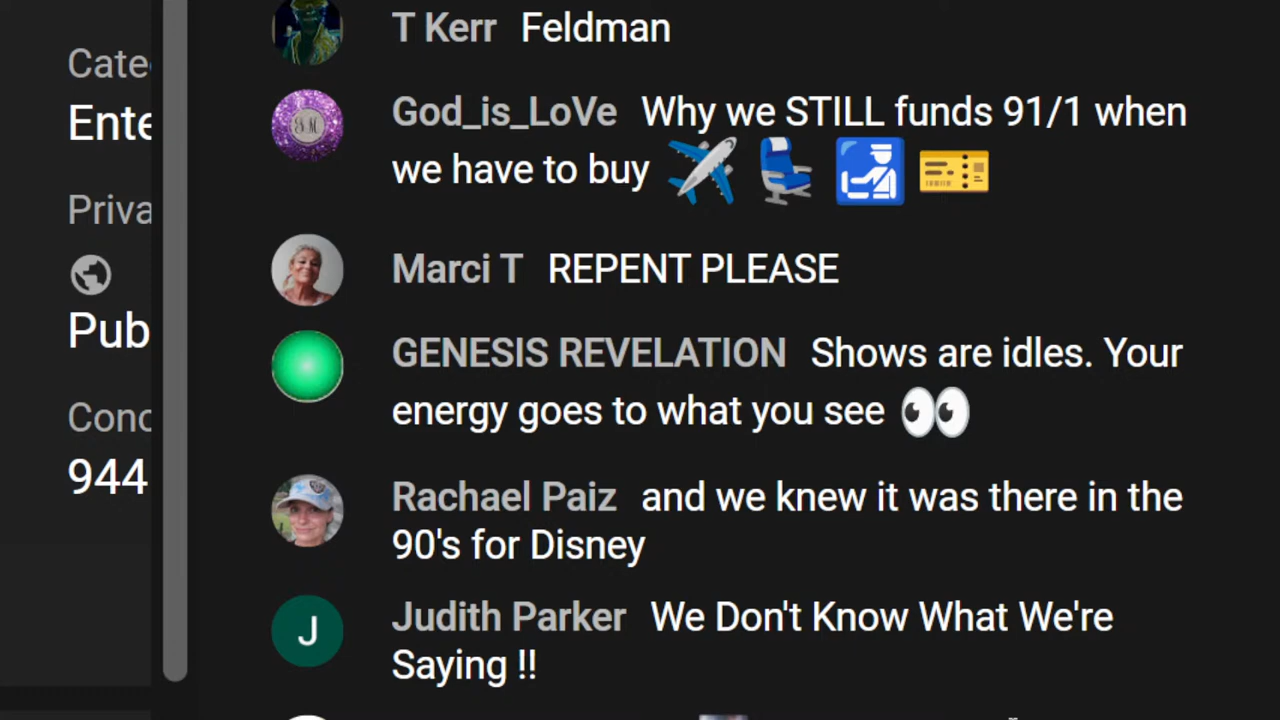 Cate
Ente
Priva
Pub
Conc
944
T Kerr Feldman
God_is_LoVe Why we STILL funds 91/1 when
we have to buy ✈️ 💺 🛃 🎫
Marci T REPENT PLEASE
GENESIS REVELATION Shows are idles. Your
energy goes to what you see 👀
Rachael Paiz and we knew it was there in the
90's for Disney
J
Judith Parker We Don't Know What We're
Saying !!